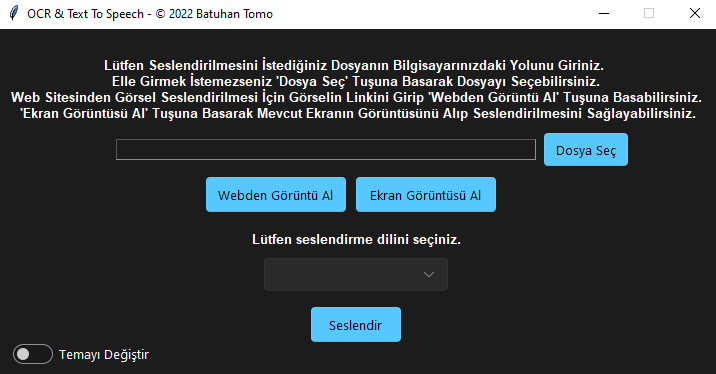 OCR & Text To Speech - © 2022 Batuhan Tomo
Lütfen Seslendirilmesini İstediğiniz Dosyanın Bilgisayarınızdaki Yolunu Giriniz.
Elle Girmek İstemezseniz 'Dosya Seç' Tuşuna Basarak Dosyayı Seçebilirsiniz.
Web Sitesinden Görsel Seslendirilmesi İçin Görselin Linkini Girip 'Webden Görüntü Al' Tuşuna Basabilirsiniz.
'Ekran Görüntüsü Al' Tuşuna Basarak Mevcut Ekranın Görüntüsünü Alıp Seslendirilmesini Sağlayabilirsiniz.
Dosya Seç
Webden Görüntü Al
Ekran Görüntüsü Al
Lütfen seslendirme dilini seçiniz.
Seslendir
Temayı Değiştir